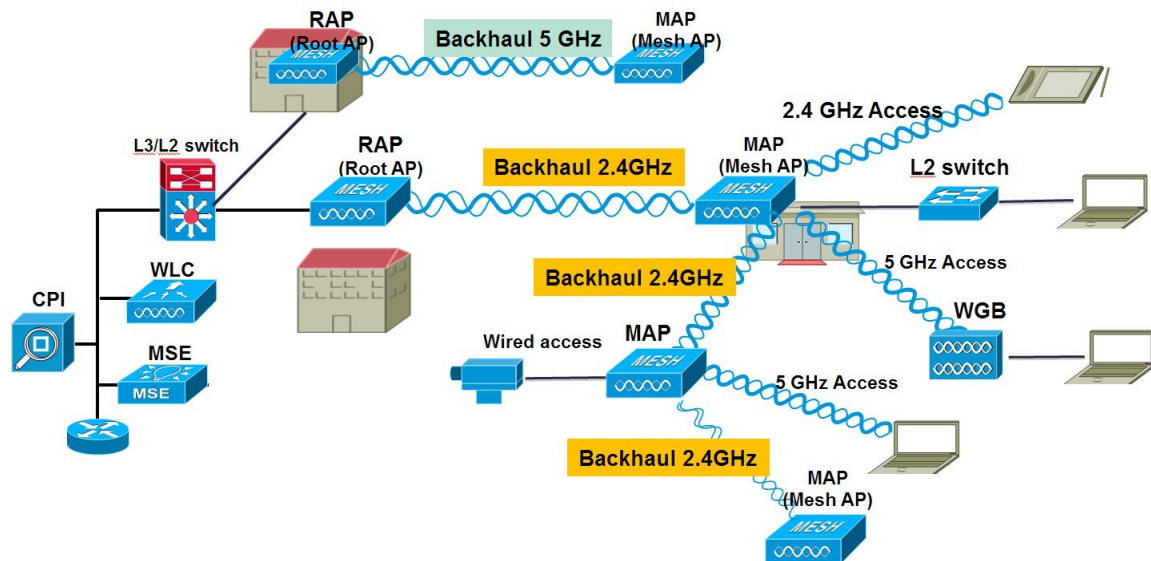 RAP
(Root AP)
MESH
Backhaul 5 GHz
MAP
(Mesh AP)
MESH
2.4 GHz Access
L3/L2 switch
RAP
(Root AP)
MESH
Backhaul 2.4GHz
MAP
(Mesh AP)
MESH
L2 switch
5 GHz Access
WLC
Backhaul 2.4GHz
CPI
WGB
MSE
MSE
Wired access
MAP
MESH
5 GHz Access
Backhaul 2.4GHz
MAP
(Mesh AP)
MESH